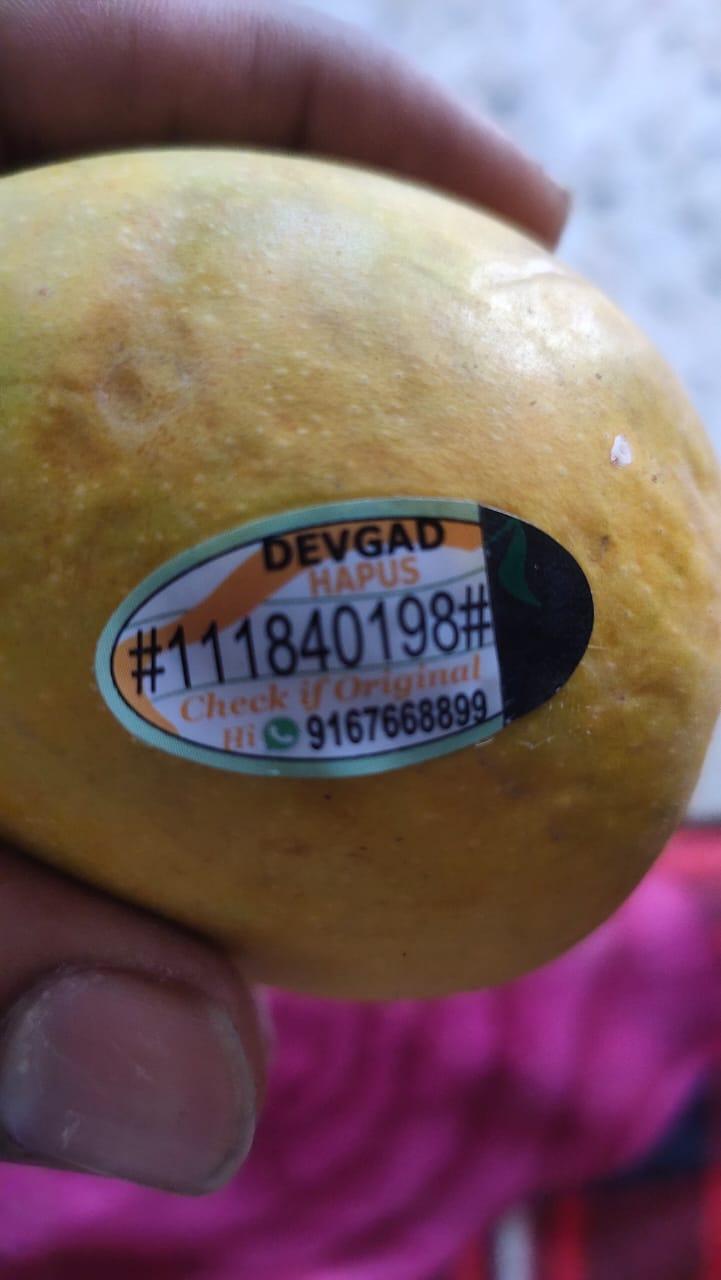 DEVGAD
HAPUS
#111840198#
Check if Original
Hi 9167668899